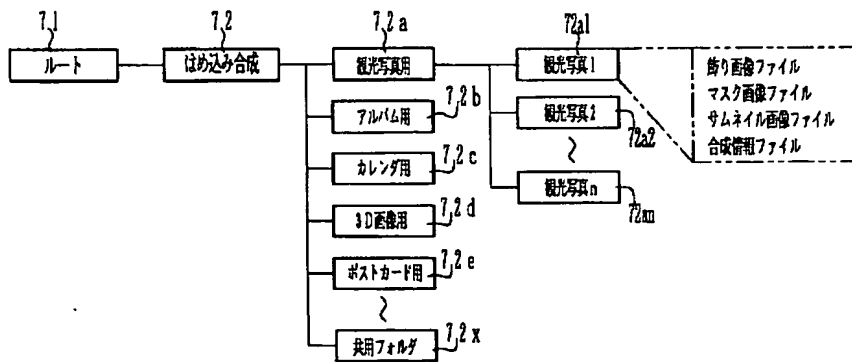 71
72
72a
72a1
ルート
はめ込み合成
観光写真用
観光写真1
飾り画像ファイル
マスク画像ファイル
サムネイル画像ファイル
合成情報ファイル
72b
アルバム用
観光写真2
72a2
72c
カレンダ用
観光写真n
72an
72d
3D画像用
72e
ポストカード用
72x
共用フォルダ